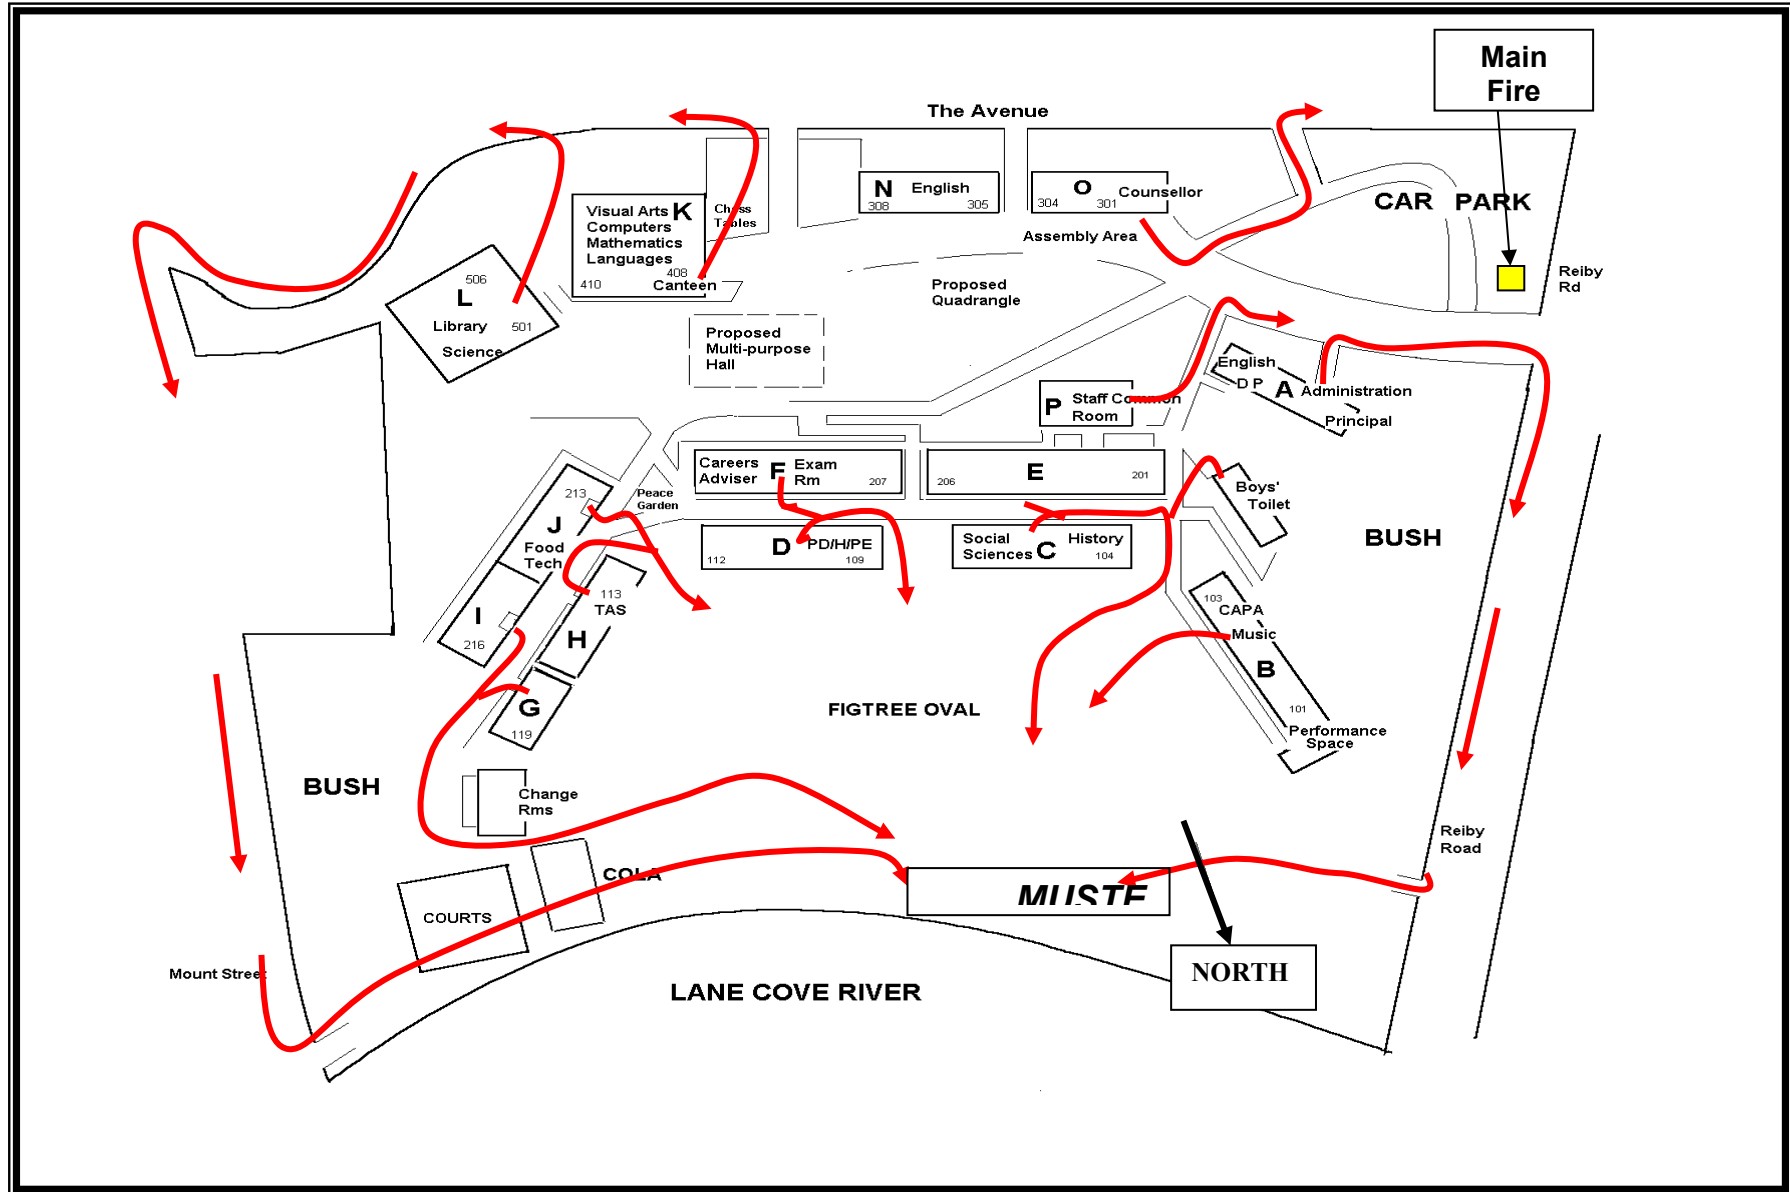 Main
Fire
The Avenue
N English
308 305
O Counsellor
304 301
CAR PARK
Visual Arts K
Computers
Mathematics
Languages
408
410 Canteen
Chess
Tables
Assembly Area
Reiby
Rd
506
L
Library 501
Science
Proposed
Quadrangle
Proposed
Multi-purpose
Hall
English
D P A Administration
Principal
P Staff Common
Room
Careers
Adviser F Exam
Rm 207
E
206 201
213
J
Food
Tech
Peace
Garden
Boys'
Toilet
BUSH
D PD/H/PE
112 109
Social
Sciences C History
104
I
216
113
TAS
H
G
119
103
CAPA
Music
B
101
Performance
Space
FIGTREE OVAL
BUSH
Change
Rms
Reiby
Road
COLA
COURTS
MUSTE
NORTH
Mount Street
LANE COVE RIVER